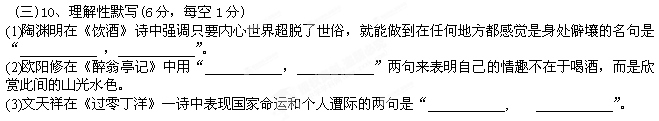 (三)10、理解性默写(6分，每空1分)
(1)陶渊明在《饮酒》诗中强调只要内心世界超脱了世俗，就能做到在任何地方都感觉是身处僻壤的名句是
“__________，__________”。
(2)欧阳修在《醉翁亭记》中用“__________，__________”两句来表明自己的情趣不在于喝酒，而是欣
赏此间的山光水色。
(3)文天祥在《过零丁洋》一诗中表现国家命运和个人遭际的两句是“__________，__________”。